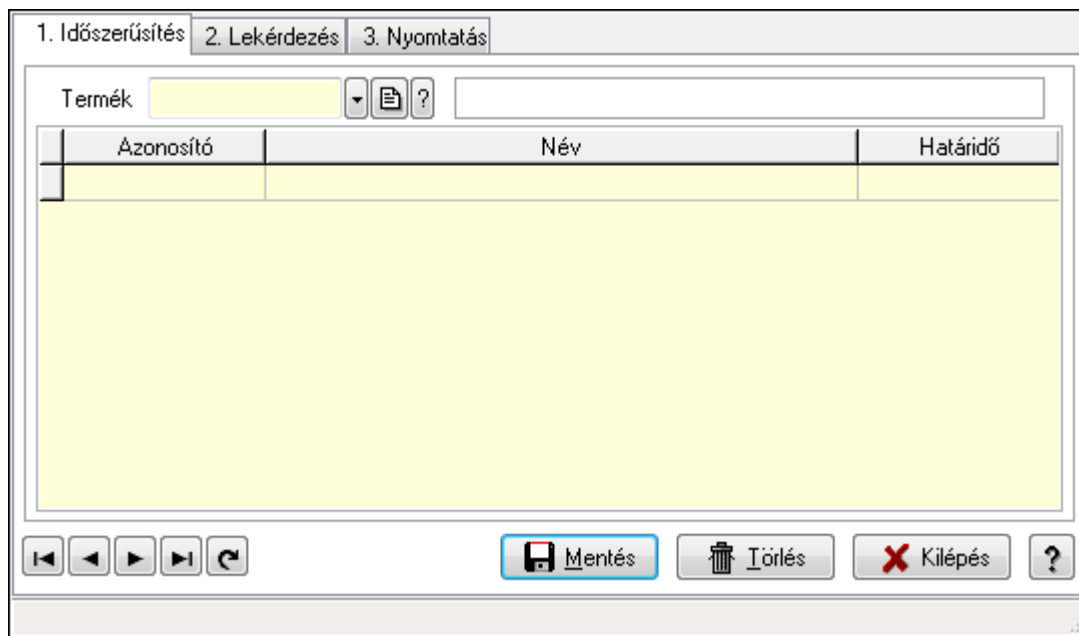 1. Időszerűsítés 2. Lekérdezés 3. Nyomtatás
Termék ?
Azonosító Név Határidő
Mentés Törlés Kilépés ?